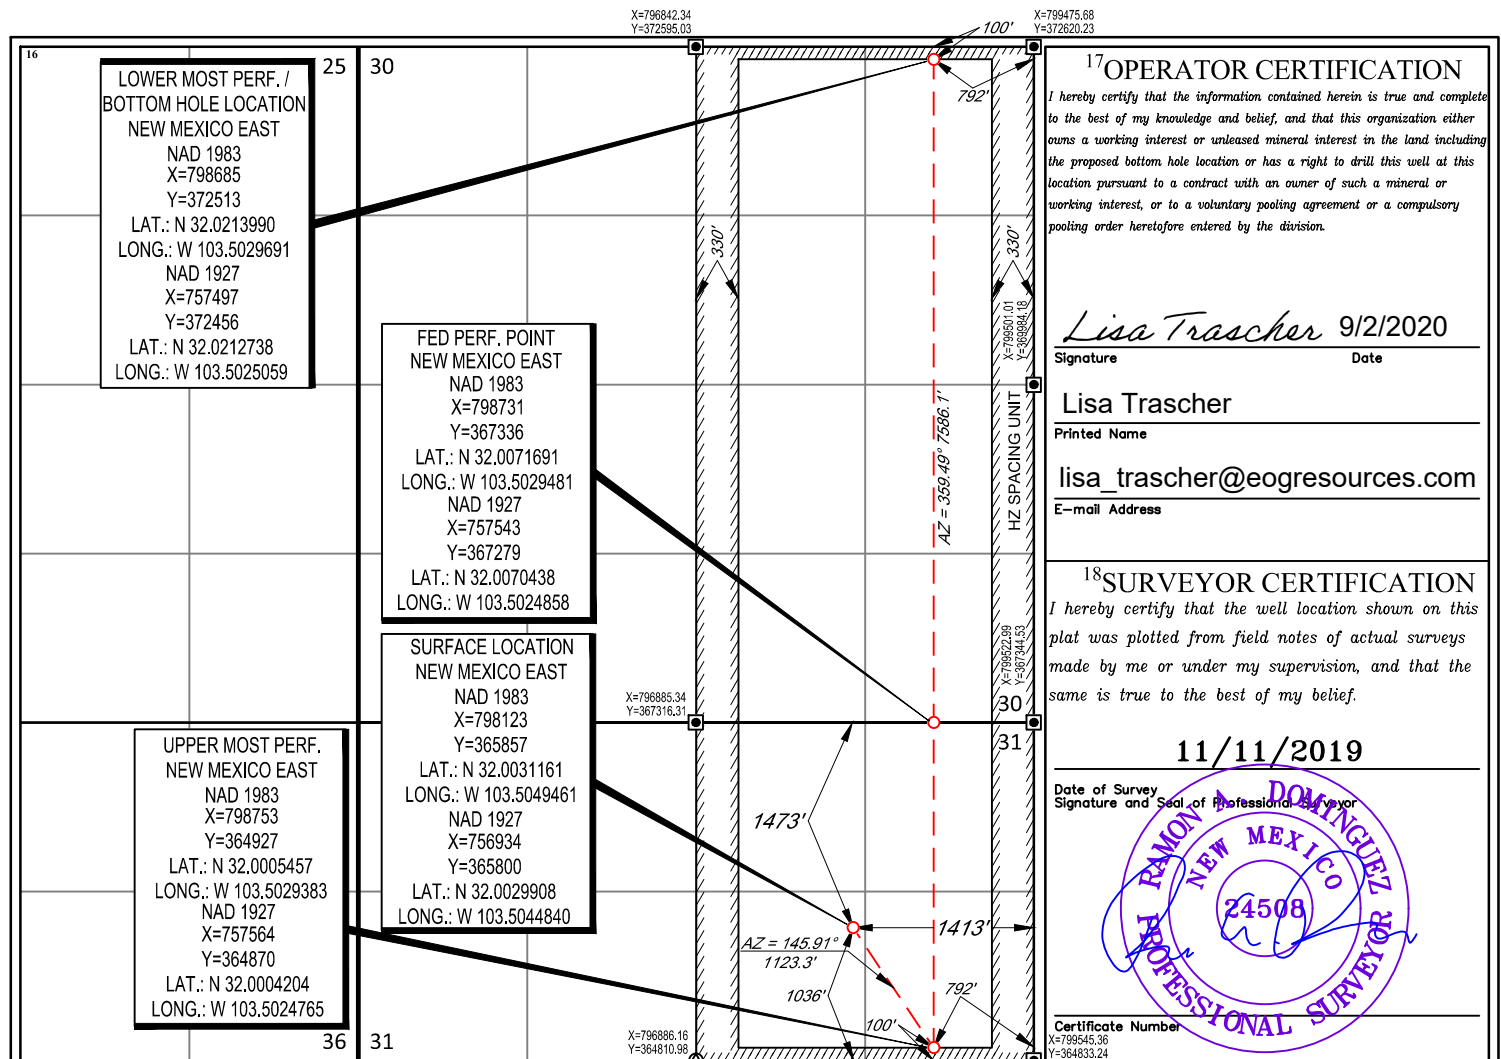 X=796842.34
Y=372595.03
X=799475.68
Y=372620.23
100'
16
25 30
LOWER MOST PERF. /
BOTTOM HOLE LOCATION
NEW MEXICO EAST
NAD 1983
X=798685
Y=372513
LAT.: N 32.0213990
LONG.: W 103.5029691
NAD 1927
X=757497
Y=372456
LAT.: N 32.0212738
LONG.: W 103.5025059
792'
330'
330'
X=799501.01
Y=369984.18
FED PERF. POINT
NEW MEXICO EAST
NAD 1983
X=798731
Y=367336
LAT.: N 32.0071691
LONG.: W 103.5029481
NAD 1927
X=757543
Y=367279
LAT.: N 32.0070438
LONG.: W 103.5024858
AZ = 359.49° 7586.1'
HZ SPACING UNIT
X=799522.99
Y=367344.53
SURFACE LOCATION
NEW MEXICO EAST
NAD 1983
X=798123
Y=365857
LAT.: N 32.0031161
LONG.: W 103.5049461
NAD 1927
X=756934
Y=365800
LAT.: N 32.0029908
LONG.: W 103.5044840
X=796885.34
Y=367316.31
30
31
UPPER MOST PERF.
NEW MEXICO EAST
NAD 1983
X=798753
Y=364927
LAT.: N 32.0005457
LONG.: W 103.5029383
NAD 1927
X=757564
Y=364870
LAT.: N 32.0004204
LONG.: W 103.5024765
36 31
1473'
1413'
AZ = 145.91°
1123.3'
1036'
792'
100'
X=796886.16
Y=364810.98
17 OPERATOR CERTIFICATION
I hereby certify that the information contained herein is true and complete
to the best of my knowledge and belief, and that this organization either
owns a working interest or unleased mineral interest in the land including
the proposed bottom hole location or has a right to drill this well at this
location pursuant to a contract with an owner of such a mineral or
working interest, or to a voluntary pooling agreement or a compulsory
pooling order heretofore entered by the division.
Lisa Trascher 9/2/2020
Signature Date
Lisa Trascher
Printed Name
lisa_trascher@eogresources.com
E-mail Address
18 SURVEYOR CERTIFICATION
I hereby certify that the well location shown on this
plat was plotted from field notes of actual surveys
made by me or under my supervision, and that the
same is true to the best of my belief.
11/11/2019
Date of Survey
Signature and Seal of Professional Surveyor
RAMON A. DOMINGUEZ
NEW MEXICO
24508
PROFESSIONAL SURVEYOR
Certificate Number
X=799545.36
Y=364833.24